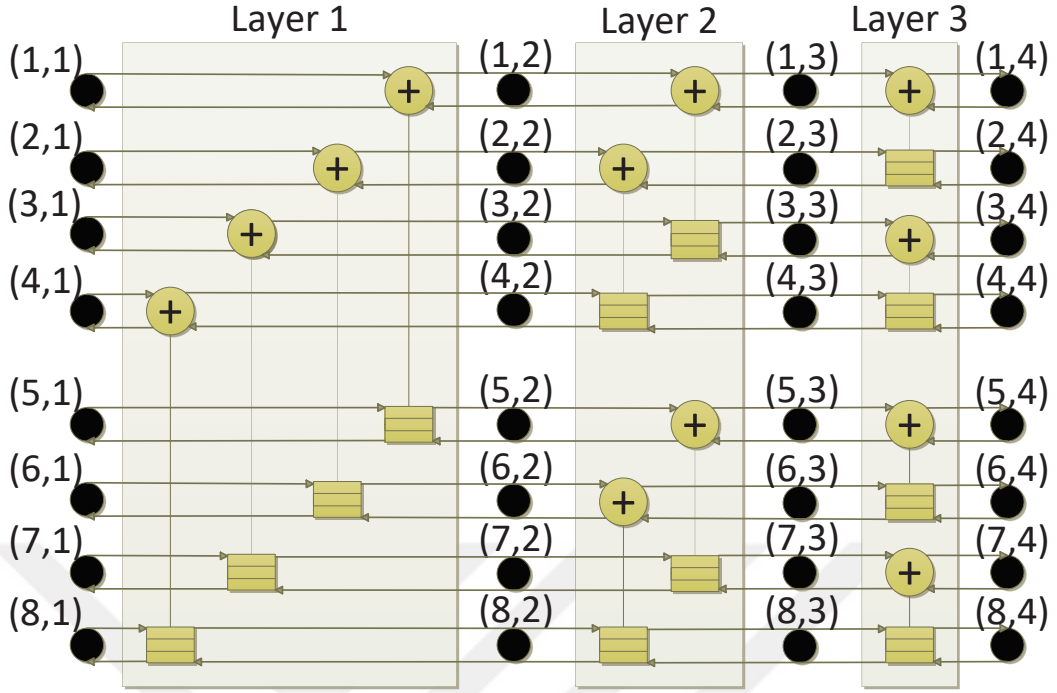 Layer 1 Layer 2 Layer 3
(1,1) + (1,2) + (1,3) + (1,4)
(2,1) + (2,2) + (2,3) (2,4)
(3,1) + (3,2) (3,3) + (3,4)
(4,1) + (4,2) (4,3) (4,4)
(5,1) (5,2) + (5,3) + (5,4)
(6,1) (6,2) + (6,3) (6,4)
(7,1) (7,2) (7,3) + (7,4)
(8,1) (8,2) (8,3) (8,4)